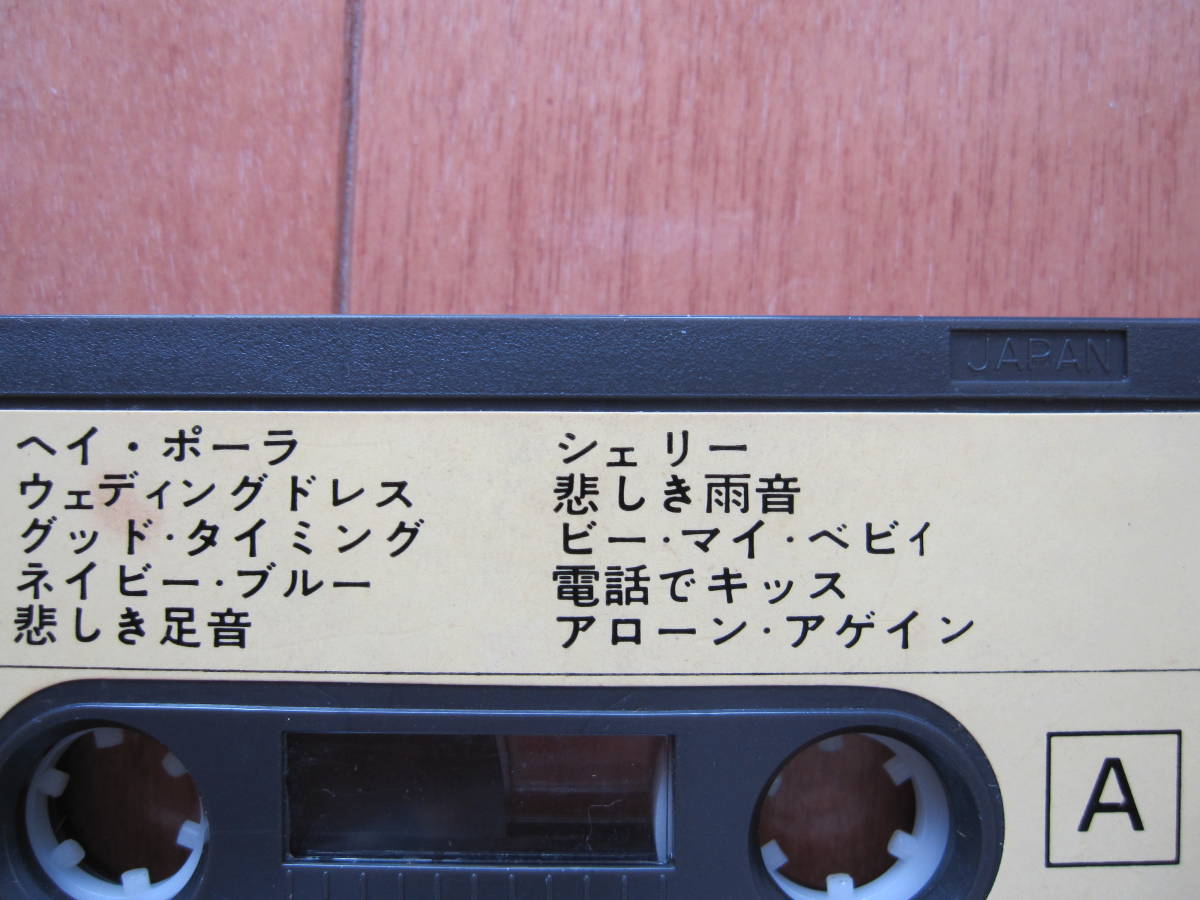 JAPAN
ヘイ・ポーラ
ウェディングドレス
グッド・タイミング
ネイビー・ブルー
悲しき足音
シェリー
悲しき雨音
ビー・マイ・ベビィ
電話でキッス
アローン・アゲイン
A